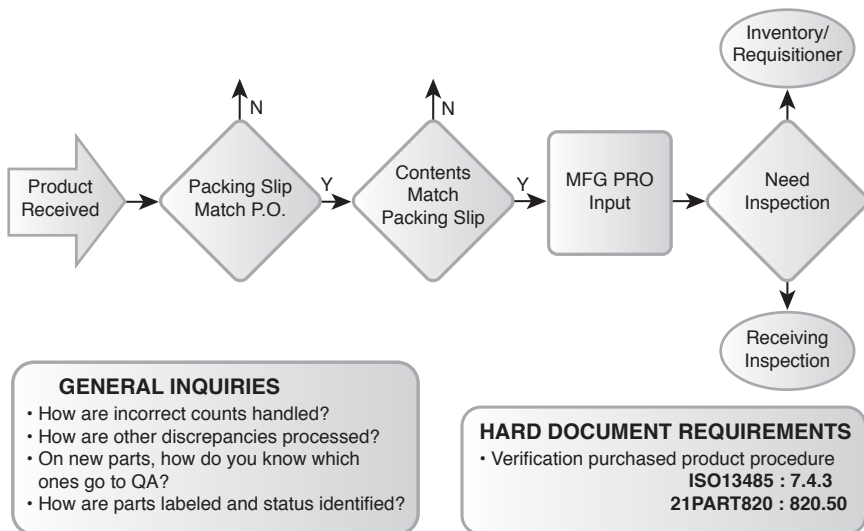 Inventory/
Requisitioner
N
N
Product
Received
Packing Slip
Match P.O.
Y
Contents
Match
Packing Slip
Y
MFG PRO
Input
Need
Inspection
Receiving
Inspection
GENERAL INQUIRIES
• How are incorrect counts handled?
• How are other discrepancies processed?
• On new parts, how do you know which
ones go to QA?
• How are parts labeled and status identified?
HARD DOCUMENT REQUIREMENTS
• Verification purchased product procedure
ISO13485 : 7.4.3
21PART820 : 820.50